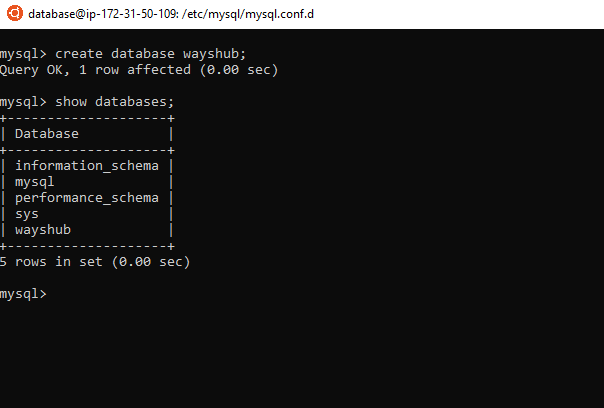 database@ip-172-31-50-109: /etc/mysql/mysql.conf.d
mysql> create database wayshub;
Query OK, 1 row affected (0.00 sec)
mysql> show databases;
+--------------------+
| Database           |
+--------------------+
| information_schema |
| mysql              |
| performance_schema |
| sys                |
| wayshub            |
+--------------------+
5 rows in set (0.00 sec)
mysql>